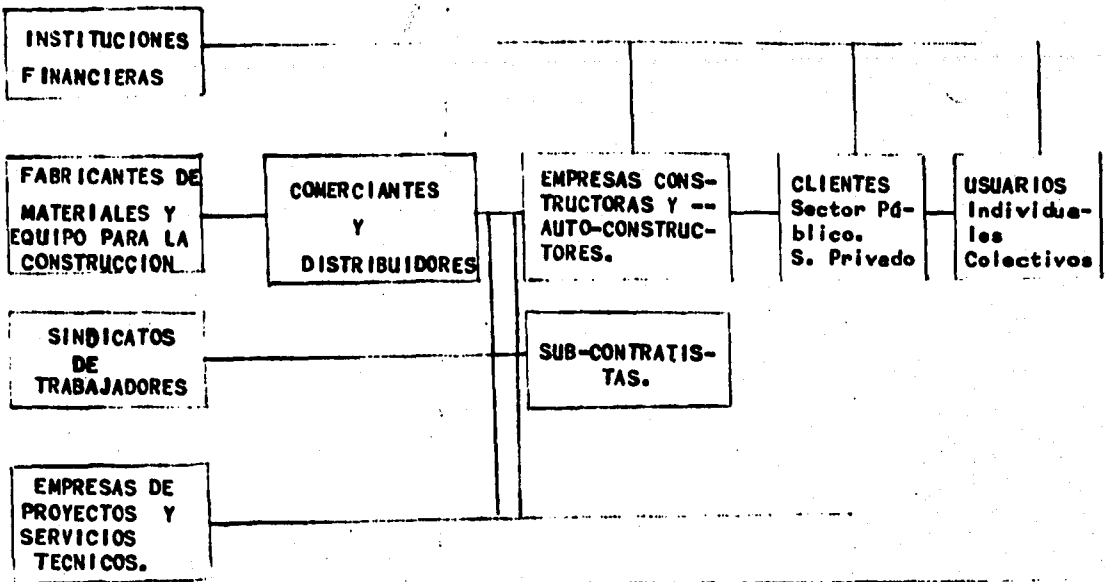 INSTITUCIONES
FINANCIERAS
FABRICANTES DE
MATERIALES Y
EQUIPO PARA LA
CONSTRUCCION
COMERCIANTES
Y
DISTRIBUIDORES
EMPRESAS CONS-
TRUCTORAS Y --
AUTO-CONSTRUC-
TORES.
CLIENTES
Sector Pú-
blico.
S. Privado
USUARIOS
Individua-
les
Colectivos
SINDICATOS
DE
TRABAJADORES
SUB-CONTRATIS-
TAS.
EMPRESAS DE
PROYECTOS Y
SERVICIOS
TECNICOS.